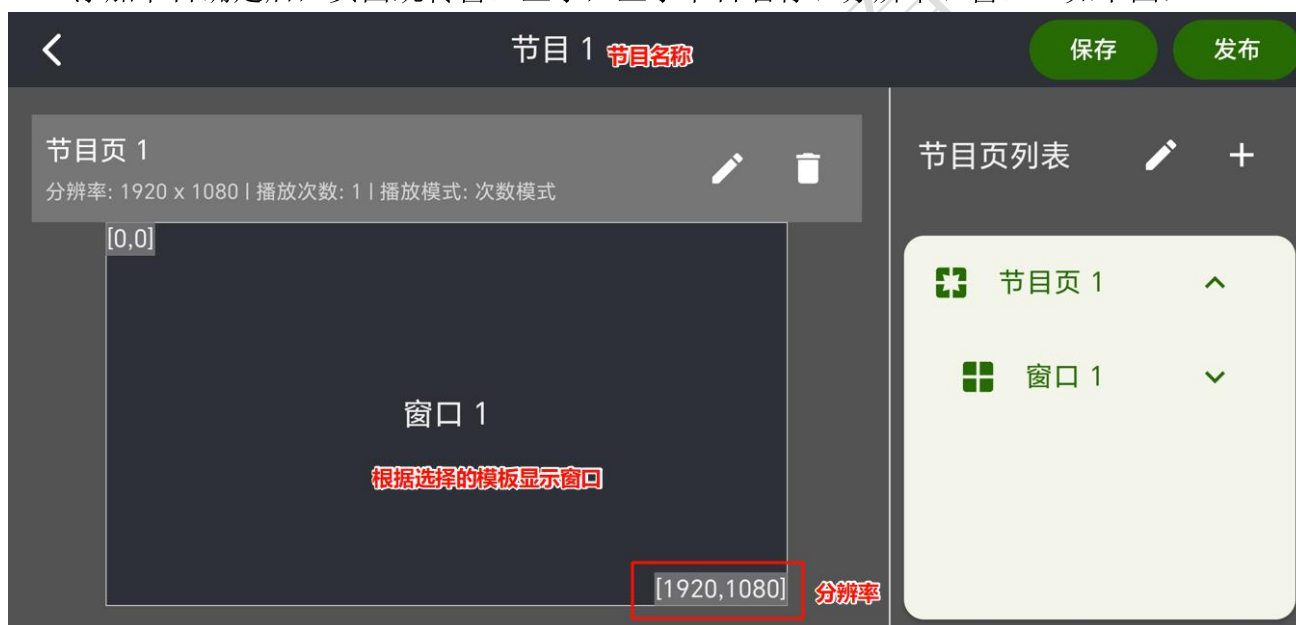 节目 1 节目名称 保存 发布
节目页 1
分辨率: 1920 x 1080 | 播放次数: 1 | 播放模式: 次数模式
[0,0]
窗口 1
根据选择的模板显示窗口
[1920,1080] 分辨率
节目页列表
节目页 1
窗口 1